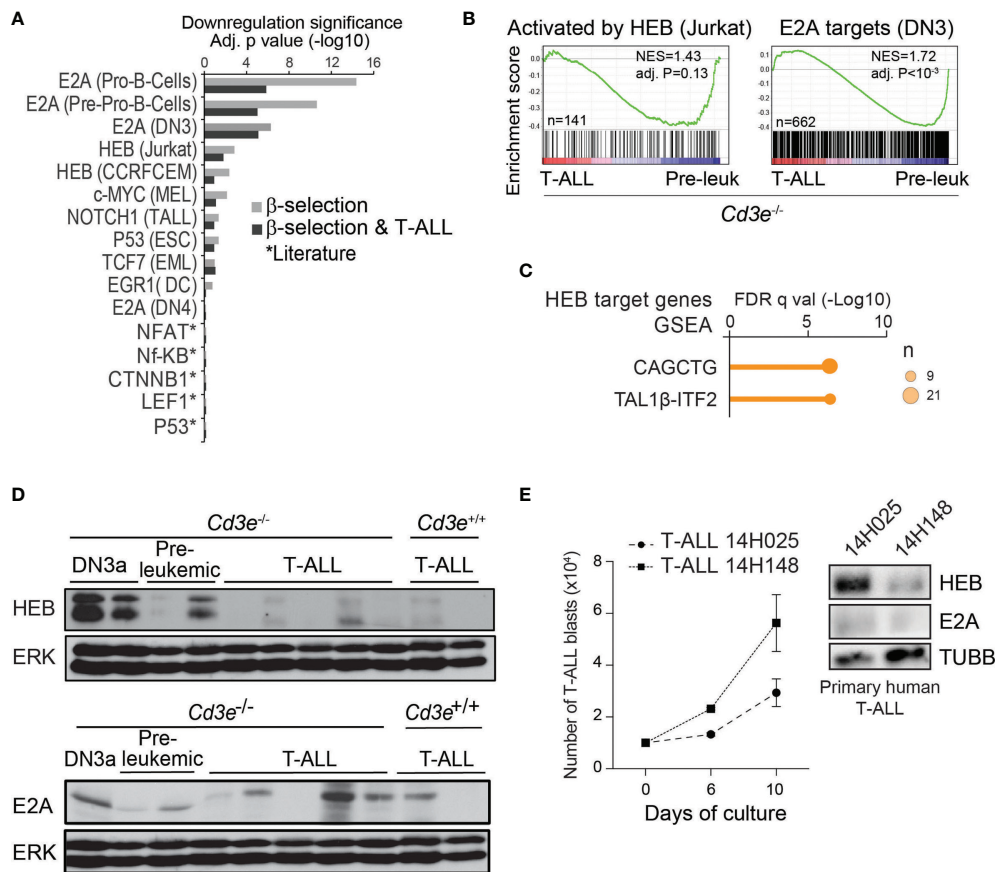 A
Downregulation significance
Adj. p value (-log10)
0 4 8 12 16
E2A (Pro-B-Cells)
E2A (Pre-Pro-B-Cells)
E2A (DN3)
HEB (Jurkat)
HEB (CCRFCEM)
c-MYC (MEL)
NOTCH1 (TALL)
P53 (ESC)
TCF7 (EML)
EGR1( DC)
E2A (DN4)
NFAT*
Nf-KB*
CTNNB1*
LEF1*
P53*
β-selection
β-selection & T-ALL
*Literature
B
Activated by HEB (Jurkat)
E2A targets (DN3)
Enrichment score
0.0
-0.1
-0.2
-0.3
-0.4
NES=1.43
adj. P=0.13
n=141
T-ALL Pre-leuk
0.1
0.0
-0.1
-0.2
-0.3
-0.4
NES=1.72
adj. P<10⁻³
n=662
T-ALL Pre-leuk
Cd3e⁻/⁻
C
HEB target genes
GSEA
FDR q val (-Log10)
0 5 10
CAGCTG
TAL1β-ITF2
n
9
21
D
Cd3e⁻/⁻ Cd3e⁺/⁺
DN3a Pre-leukemic T-ALL T-ALL
HEB
ERK
Cd3e⁻/⁻ Cd3e⁺/⁺
DN3a Pre-leukemic T-ALL T-ALL
E2A
ERK
E
T-ALL 14H025
T-ALL 14H148
Number of T-ALL blasts (x10⁴)
8
6
4
2
0
0 6 10
Days of culture
14H025 14H148
HEB
E2A
TUBB
Primary human
T-ALL